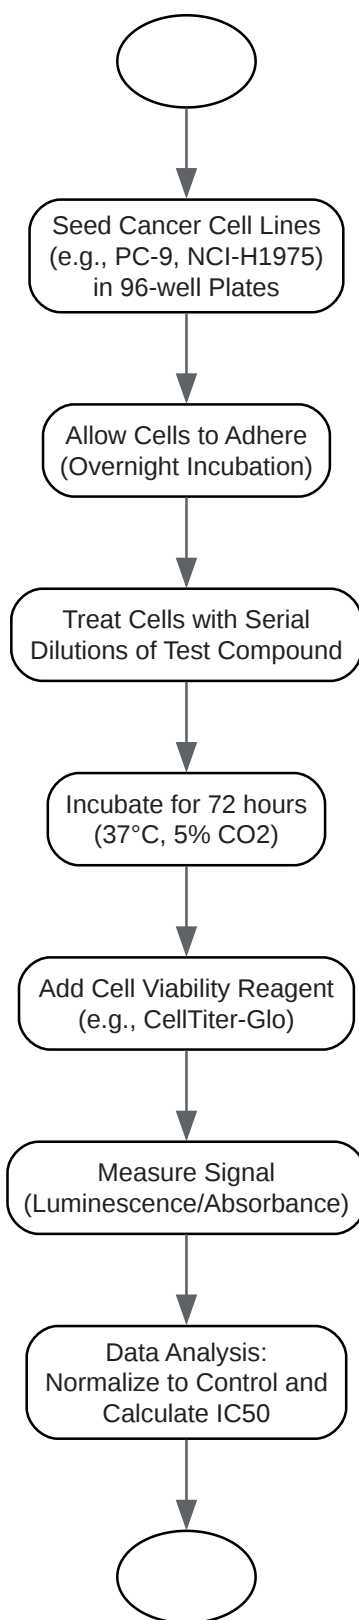 Seed Cancer Cell Lines
(e.g., PC-9, NCI-H1975)
in 96-well Plates
Allow Cells to Adhere
(Overnight Incubation)
Treat Cells with Serial
Dilutions of Test Compound
Incubate for 72 hours
(37°C, 5% CO2)
Add Cell Viability Reagent
(e.g., CellTiter-Glo)
Measure Signal
(Luminescence/Absorbance)
Data Analysis:
Normalize to Control and
Calculate IC50